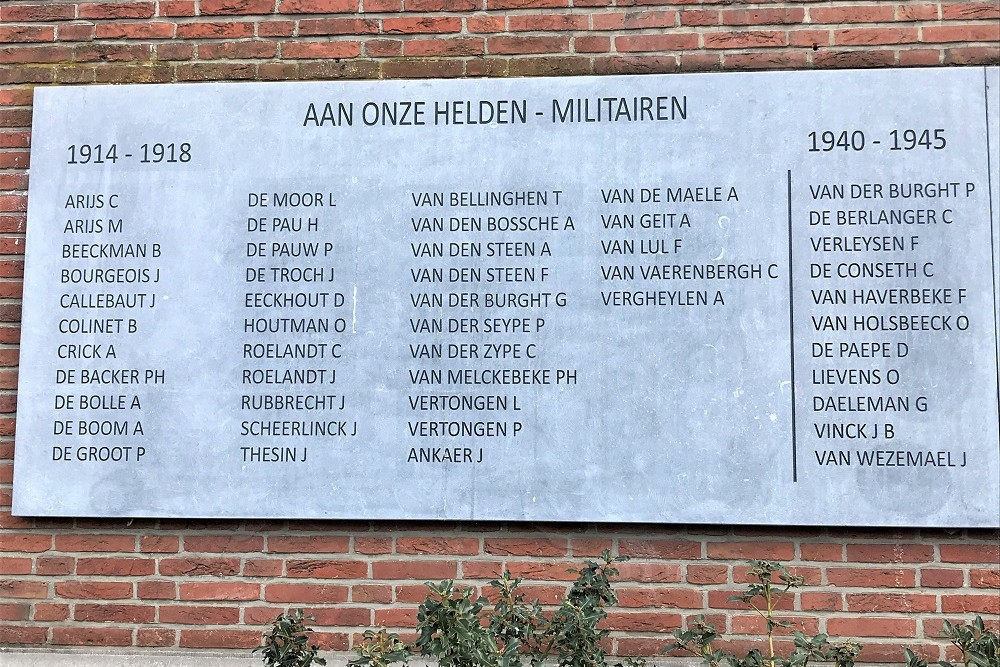 AAN ONZE HELDEN - MILITAIREN
1914 - 1918
ARIJS C
ARIJS M
BEECKMAN B
BOURGEOIS J
CALLEBAUT J
COLINET B
CRICK A
DE BACKER PH
DE BOLLE A
DE BOOM A
DE GROOT P
DE MOOR L
DE PAU H
DE PAUW P
DE TROCH J
EECKHOUT D
HOUTMAN O
ROELANDT C
ROELANDT J
RUBBRECHT J
SCHEERLINCK J
THESIN J
VAN BELLINGHEN T
VAN DEN BOSSCHE A
VAN DEN STEEN A
VAN DEN STEEN F
VAN DER BURGHT G
VAN DER SEYPE P
VAN DER ZYPE C
VAN MELCKEBEKE PH
VERTONGEN L
VERTONGEN P
ANKAER J
VAN DE MAELE A
VAN GEIT A
VAN LUL F
VAN VAERENBERGH C
VERGHEYLEN A
1940 - 1945
VAN DER BURGHT P
DE BERLANGER C
VERLEYSEN F
DE CONSETH C
VAN HAVERBEKE F
VAN HOLSBEECK O
DE PAEPE D
LIEVENS O
DAELEMAN G
VINCK J B
VAN WEZEMAEL J